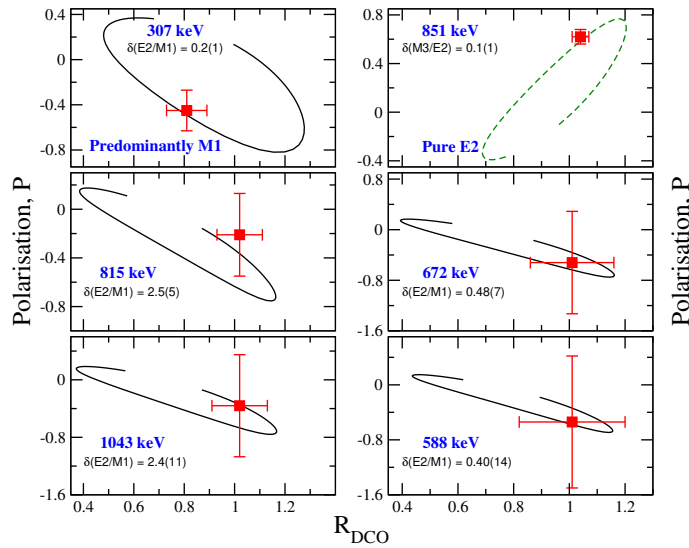 0.4
0
-0.4
-0.8
307 keV
δ(E2/M1) = 0.2(1)
Predominantly M1
0.8
0.4
0
-0.4
851 keV
δ(M3/E2) = 0.1(1)
Pure E2
0
-0.4
-0.8
815 keV
δ(E2/M1) = 2.5(5)
0.8
0
-0.8
-1.6
672 keV
δ(E2/M1) = 0.48(7)
0
-0.8
-1.6
1043 keV
δ(E2/M1) = 2.4(11)
0
-0.8
-1.6
588 keV
δ(E2/M1) = 0.40(14)
0.4 0.6 0.8 1 1.2
0.4 0.6 0.8 1 1.2
Polarisation, P
Polarisation, P
R_DCO